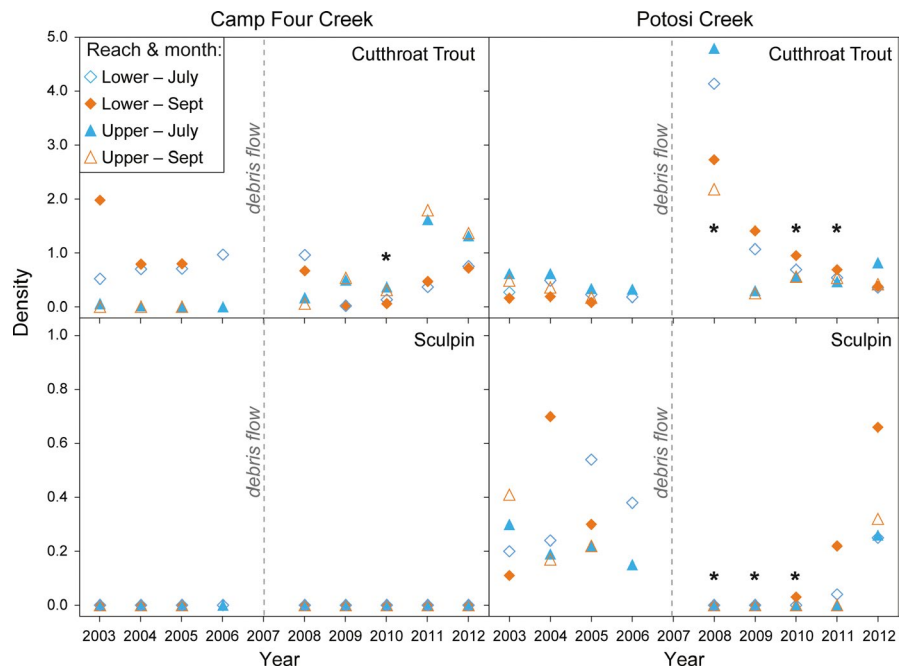 Camp Four Creek
Potosi Creek
5.0
4.0
3.0
2.0
1.0
0.0
Reach & month:
Lower – July
Lower – Sept
Upper – July
Upper – Sept
Cutthroat Trout
debris flow
*
Cutthroat Trout
debris flow
* * *
Density
1.0
0.8
0.6
0.4
0.2
0.0
Sculpin
debris flow
Sculpin
debris flow
* * *
Density
2003 2004 2005 2006 2007 2008 2009 2010 2011 2012
2003 2004 2005 2006 2007 2008 2009 2010 2011 2012
Year
Year